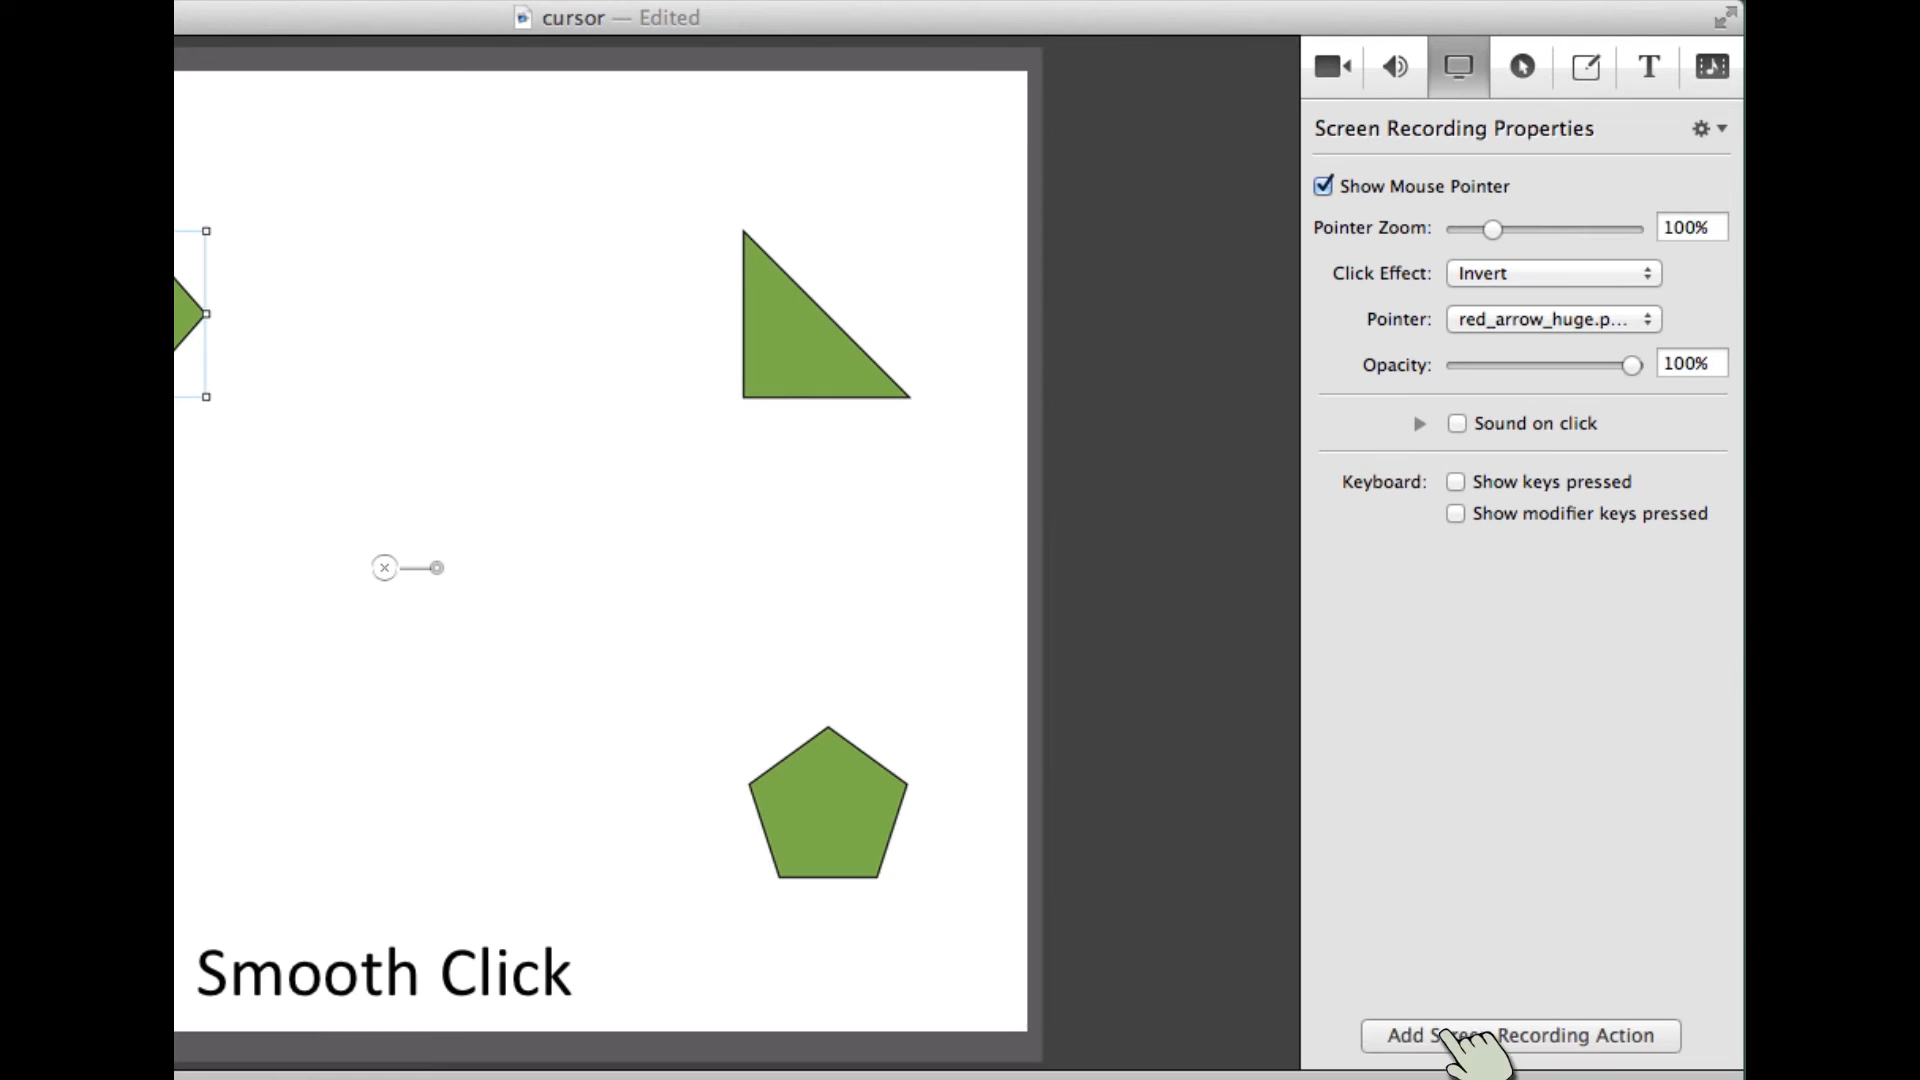 cursor — Edited
T
Screen Recording Properties
Show Mouse Pointer
Pointer Zoom: 100%
Click Effect: Invert
Pointer: red_arrow_huge.p...
Opacity: 100%
Sound on click
Keyboard: Show keys pressed
Show modifier keys pressed
Smooth Click
Add Screen Recording Action